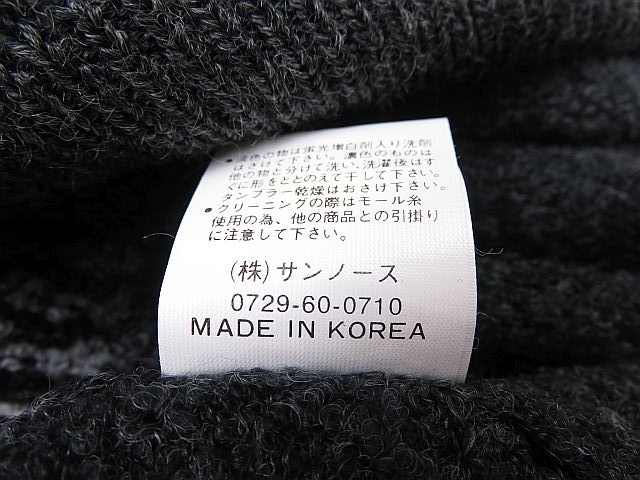 ●淡色の物は蛍光増白剤入り洗剤
はさけて下さい。濃色のものは
他の物と分けて洗い、洗濯後はす
ぐに形をととのえて干して下さい。
タンブラー乾燥はおさけ下さい。
●クリーニングの際はモール糸
使用の為、他の商品との引掛り
に注意して下さい。
(株)サンノース
0729-60-0710
MADE IN KOREA